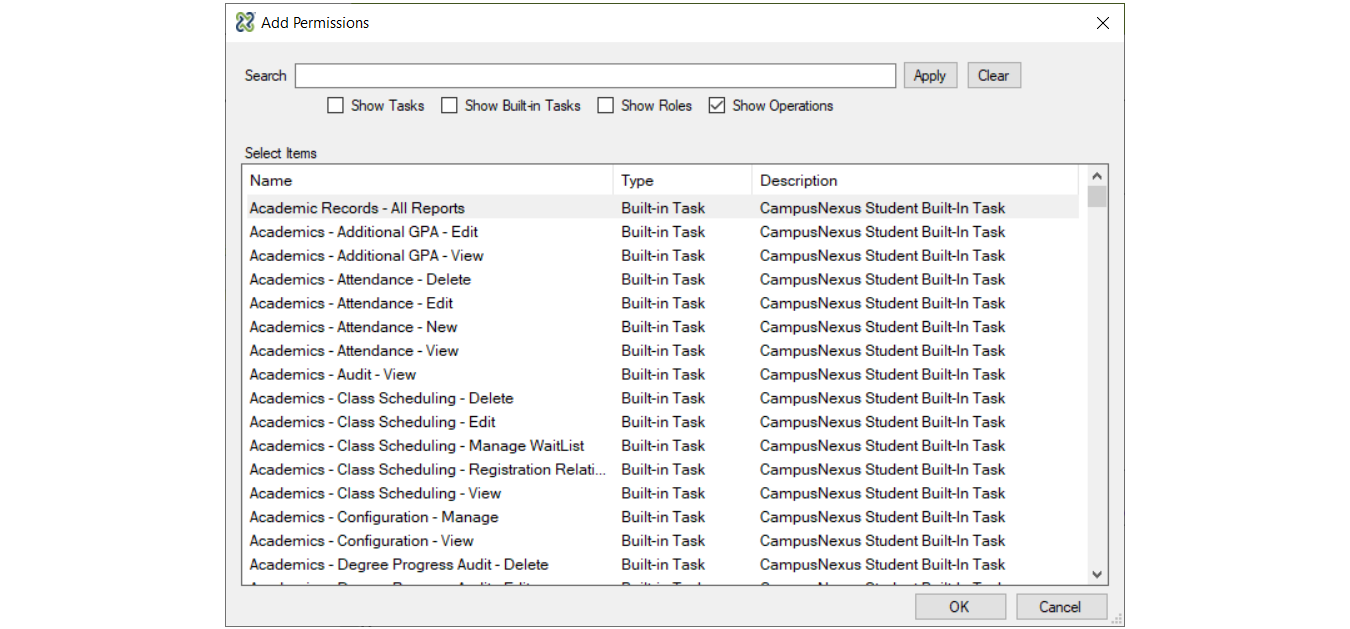 Add Permissions
Search Apply Clear
Show Tasks Show Built-in Tasks Show Roles Show Operations
Select Items
Name Type Description
Academic Records - All Reports Built-in Task CampusNexus Student Built-In Task
Academics - Additional GPA - Edit Built-in Task CampusNexus Student Built-In Task
Academics - Additional GPA - View Built-in Task CampusNexus Student Built-In Task
Academics - Attendance - Delete Built-in Task CampusNexus Student Built-In Task
Academics - Attendance - Edit Built-in Task CampusNexus Student Built-In Task
Academics - Attendance - New Built-in Task CampusNexus Student Built-In Task
Academics - Attendance - View Built-in Task CampusNexus Student Built-In Task
Academics - Audit - View Built-in Task CampusNexus Student Built-In Task
Academics - Class Scheduling - Delete Built-in Task CampusNexus Student Built-In Task
Academics - Class Scheduling - Edit Built-in Task CampusNexus Student Built-In Task
Academics - Class Scheduling - Manage WaitList Built-in Task CampusNexus Student Built-In Task
Academics - Class Scheduling - Registration Relati... Built-in Task CampusNexus Student Built-In Task
Academics - Class Scheduling - View Built-in Task CampusNexus Student Built-In Task
Academics - Configuration - Manage Built-in Task CampusNexus Student Built-In Task
Academics - Configuration - View Built-in Task CampusNexus Student Built-In Task
Academics - Degree Progress Audit - Delete Built-in Task CampusNexus Student Built-In Task
OK Cancel